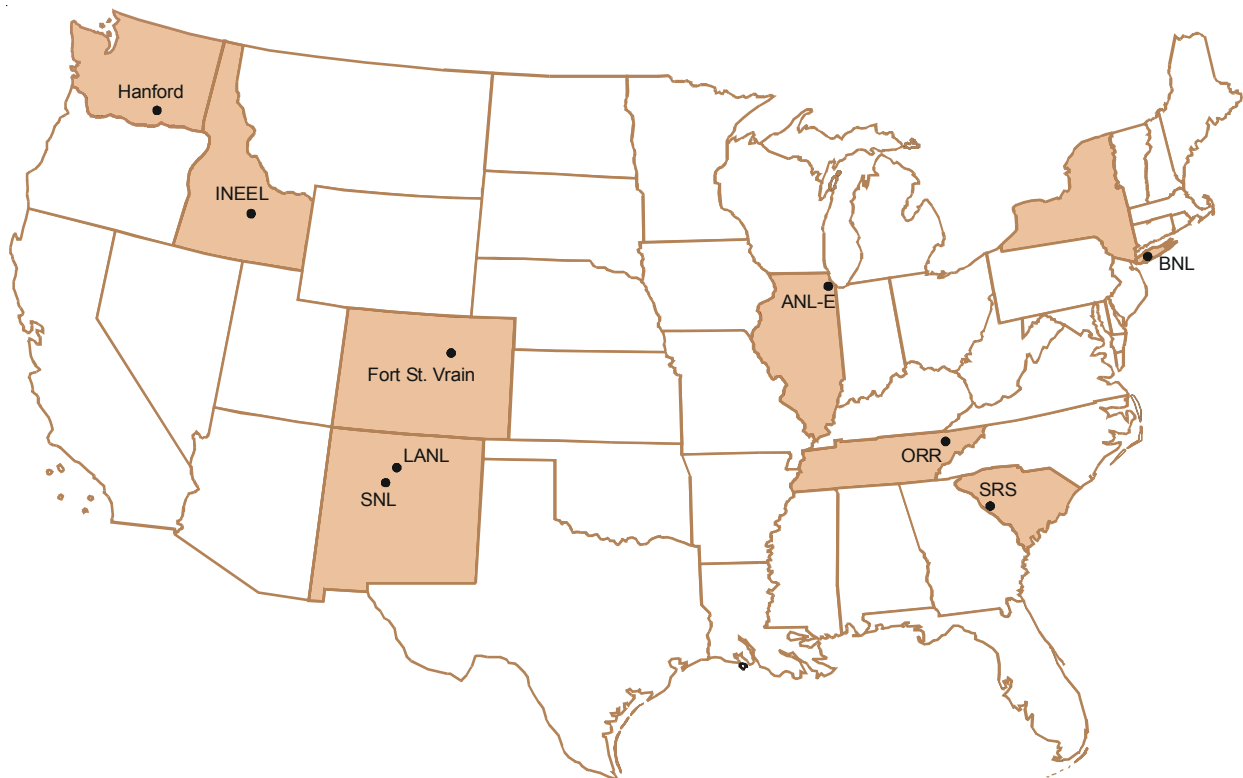 Hanford
INEEL
BNL
ANL-E
Fort St. Vrain
ORR
LANL
SNL
SRS